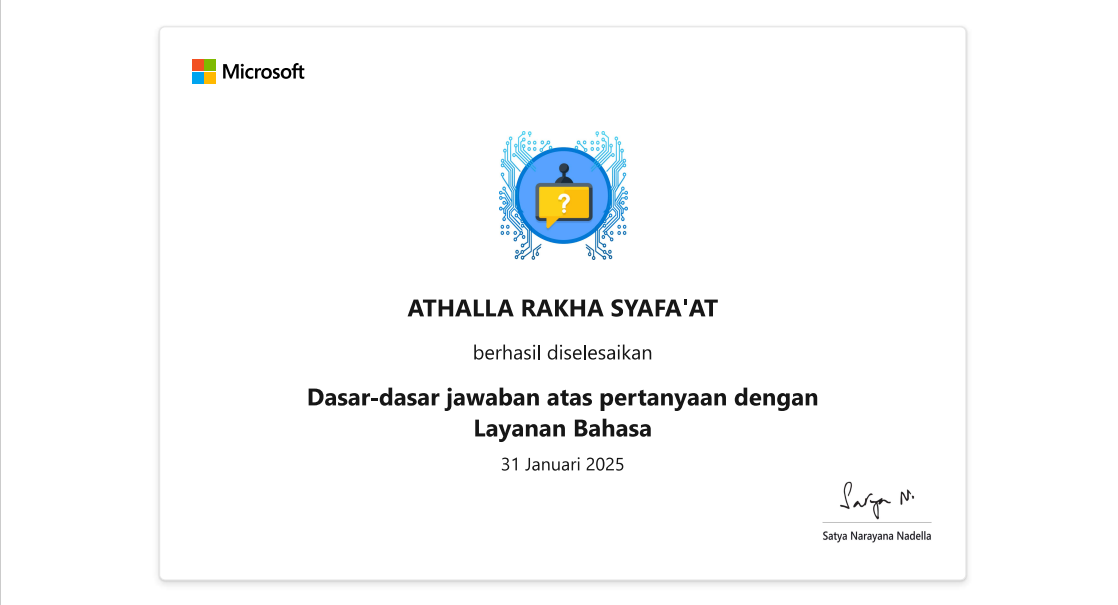 Microsoft
?
ATHALLA RAKHA SYAFA'AT
berhasil diselesaikan
Dasar-dasar jawaban atas pertanyaan dengan
Layanan Bahasa
31 Januari 2025
Satya N.
Satya Narayana Nadella